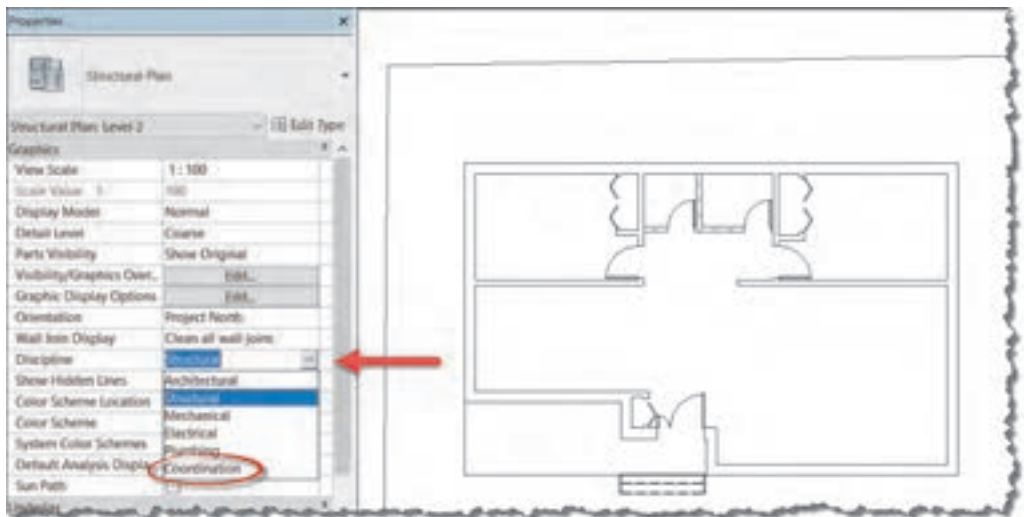 Properties
Structural Plan
Structural Plan: Level 2
Edit Type
Graphics
View Scale 1 : 100
Scale Value 1: 100
Display Model Normal
Detail Level Coarse
Parts Visibility Show Original
Visibility/Graphics Over... Edit...
Graphic Display Options Edit...
Orientation Project North
Wall Join Display Clean all wall joins
Discipline Structural
Show Hidden Lines Architectural
Color Scheme Location Structural
Color Scheme Mechanical
Electrical
System Color Schemes Plumbing
Default Analysis Displa... Coordination
Sun Path
Underlay